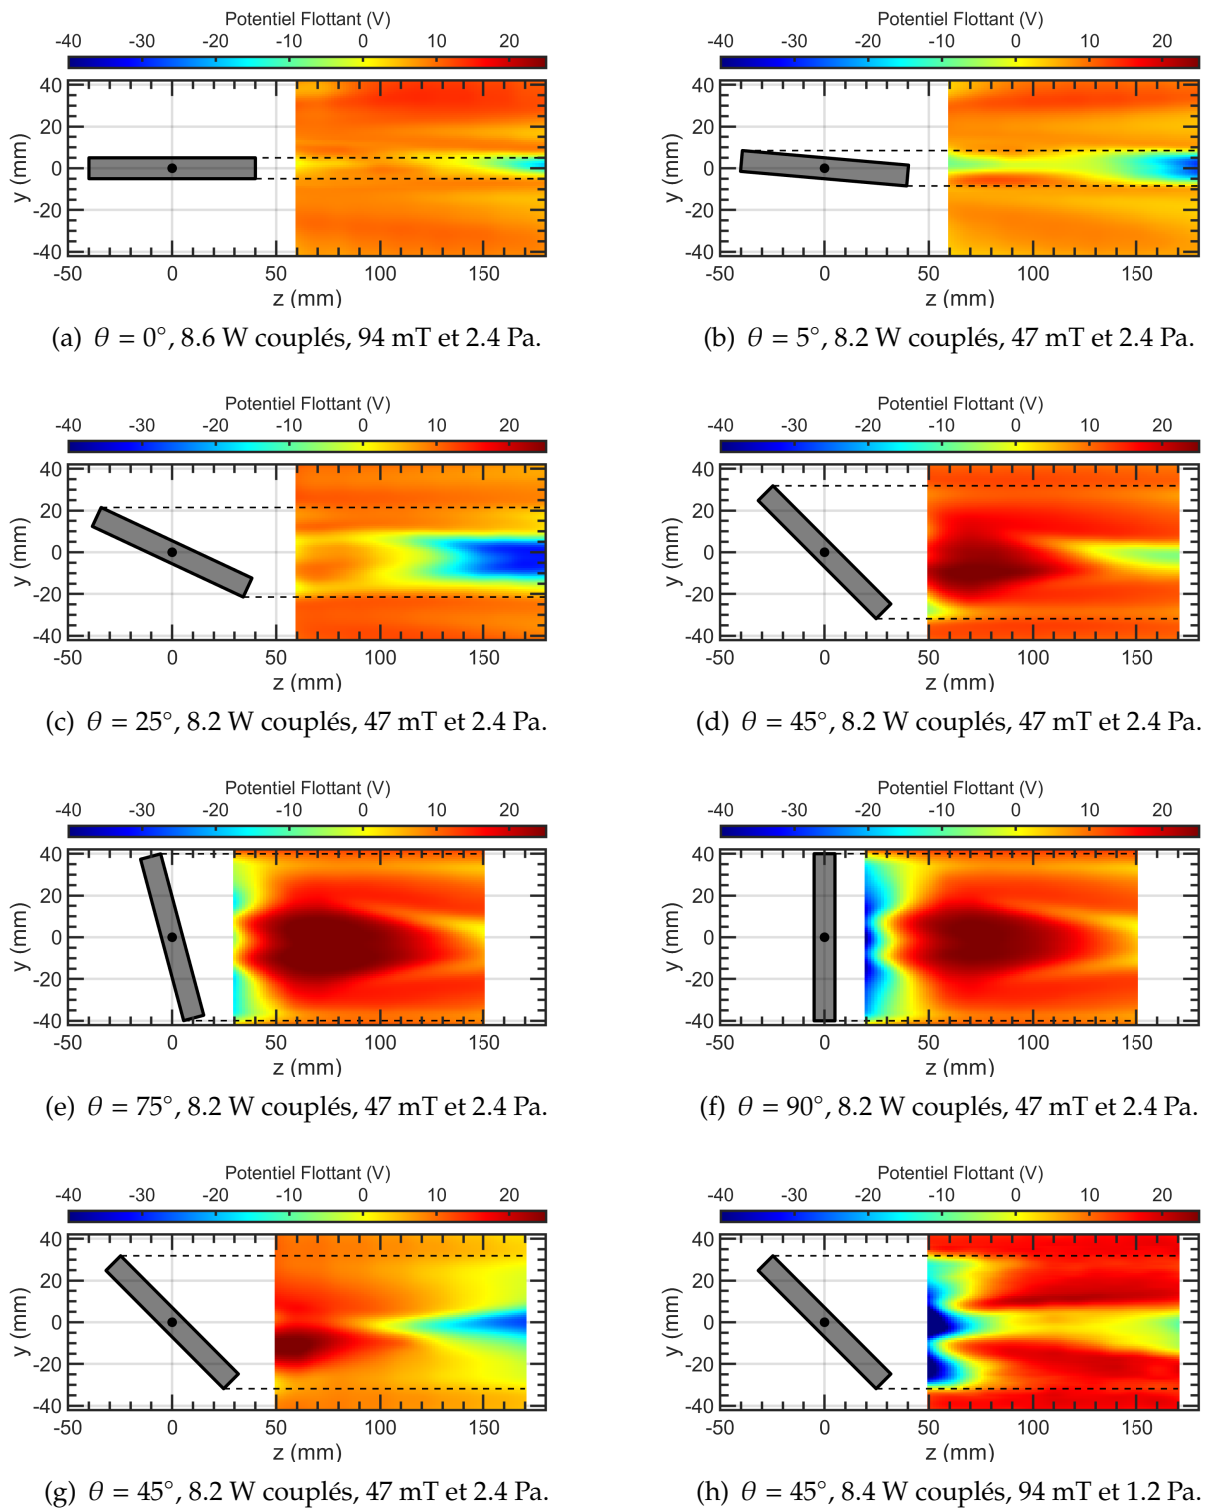 Potentiel Flottant (V)
-40 -30 -20 -10 0 10 20
y (mm)
40
20
0
-20
-40
-50 0 50 100 150
z (mm)
(a) θ = 0°, 8.6 W couplés, 94 mT et 2.4 Pa.
Potentiel Flottant (V)
-40 -30 -20 -10 0 10 20
y (mm)
40
20
0
-20
-40
-50 0 50 100 150
z (mm)
(b) θ = 5°, 8.2 W couplés, 47 mT et 2.4 Pa.
Potentiel Flottant (V)
-40 -30 -20 -10 0 10 20
y (mm)
40
20
0
-20
-40
-50 0 50 100 150
z (mm)
(c) θ = 25°, 8.2 W couplés, 47 mT et 2.4 Pa.
Potentiel Flottant (V)
-40 -30 -20 -10 0 10 20
y (mm)
40
20
0
-20
-40
-50 0 50 100 150
z (mm)
(d) θ = 45°, 8.2 W couplés, 47 mT et 2.4 Pa.
Potentiel Flottant (V)
-40 -30 -20 -10 0 10 20
y (mm)
40
20
0
-20
-40
-50 0 50 100 150
z (mm)
(e) θ = 75°, 8.2 W couplés, 47 mT et 2.4 Pa.
Potentiel Flottant (V)
-40 -30 -20 -10 0 10 20
y (mm)
40
20
0
-20
-40
-50 0 50 100 150
z (mm)
(f) θ = 90°, 8.2 W couplés, 47 mT et 2.4 Pa.
Potentiel Flottant (V)
-40 -30 -20 -10 0 10 20
y (mm)
40
20
0
-20
-40
-50 0 50 100 150
z (mm)
(g) θ = 45°, 8.2 W couplés, 47 mT et 2.4 Pa.
Potentiel Flottant (V)
-40 -30 -20 -10 0 10 20
y (mm)
40
20
0
-20
-40
-50 0 50 100 150
z (mm)
(h) θ = 45°, 8.4 W couplés, 94 mT et 1.2 Pa.